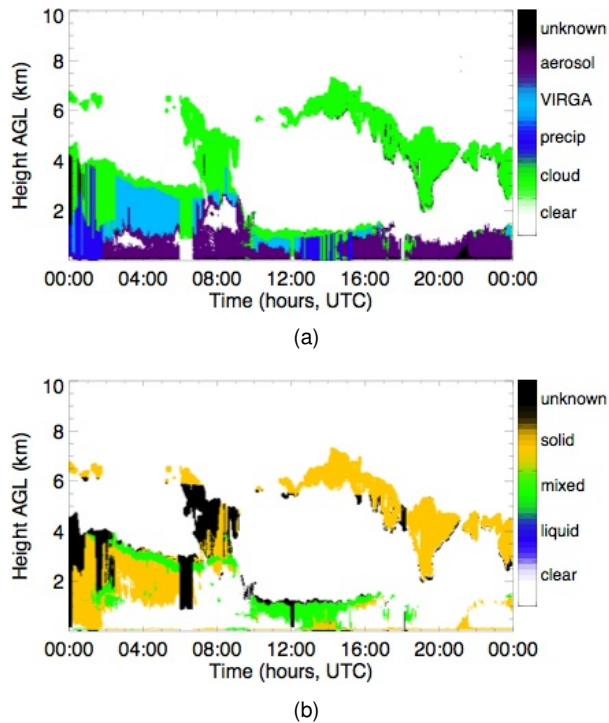 10
8
6
4
2
Height AGL (km)
00:00 04:00 08:00 12:00 16:00 20:00 00:00
Time (hours, UTC)
unknown
aerosol
VIRGA
precip
cloud
clear
(a)
10
8
6
4
2
Height AGL (km)
00:00 04:00 08:00 12:00 16:00 20:00 00:00
Time (hours, UTC)
unknown
solid
mixed
liquid
clear
(b)